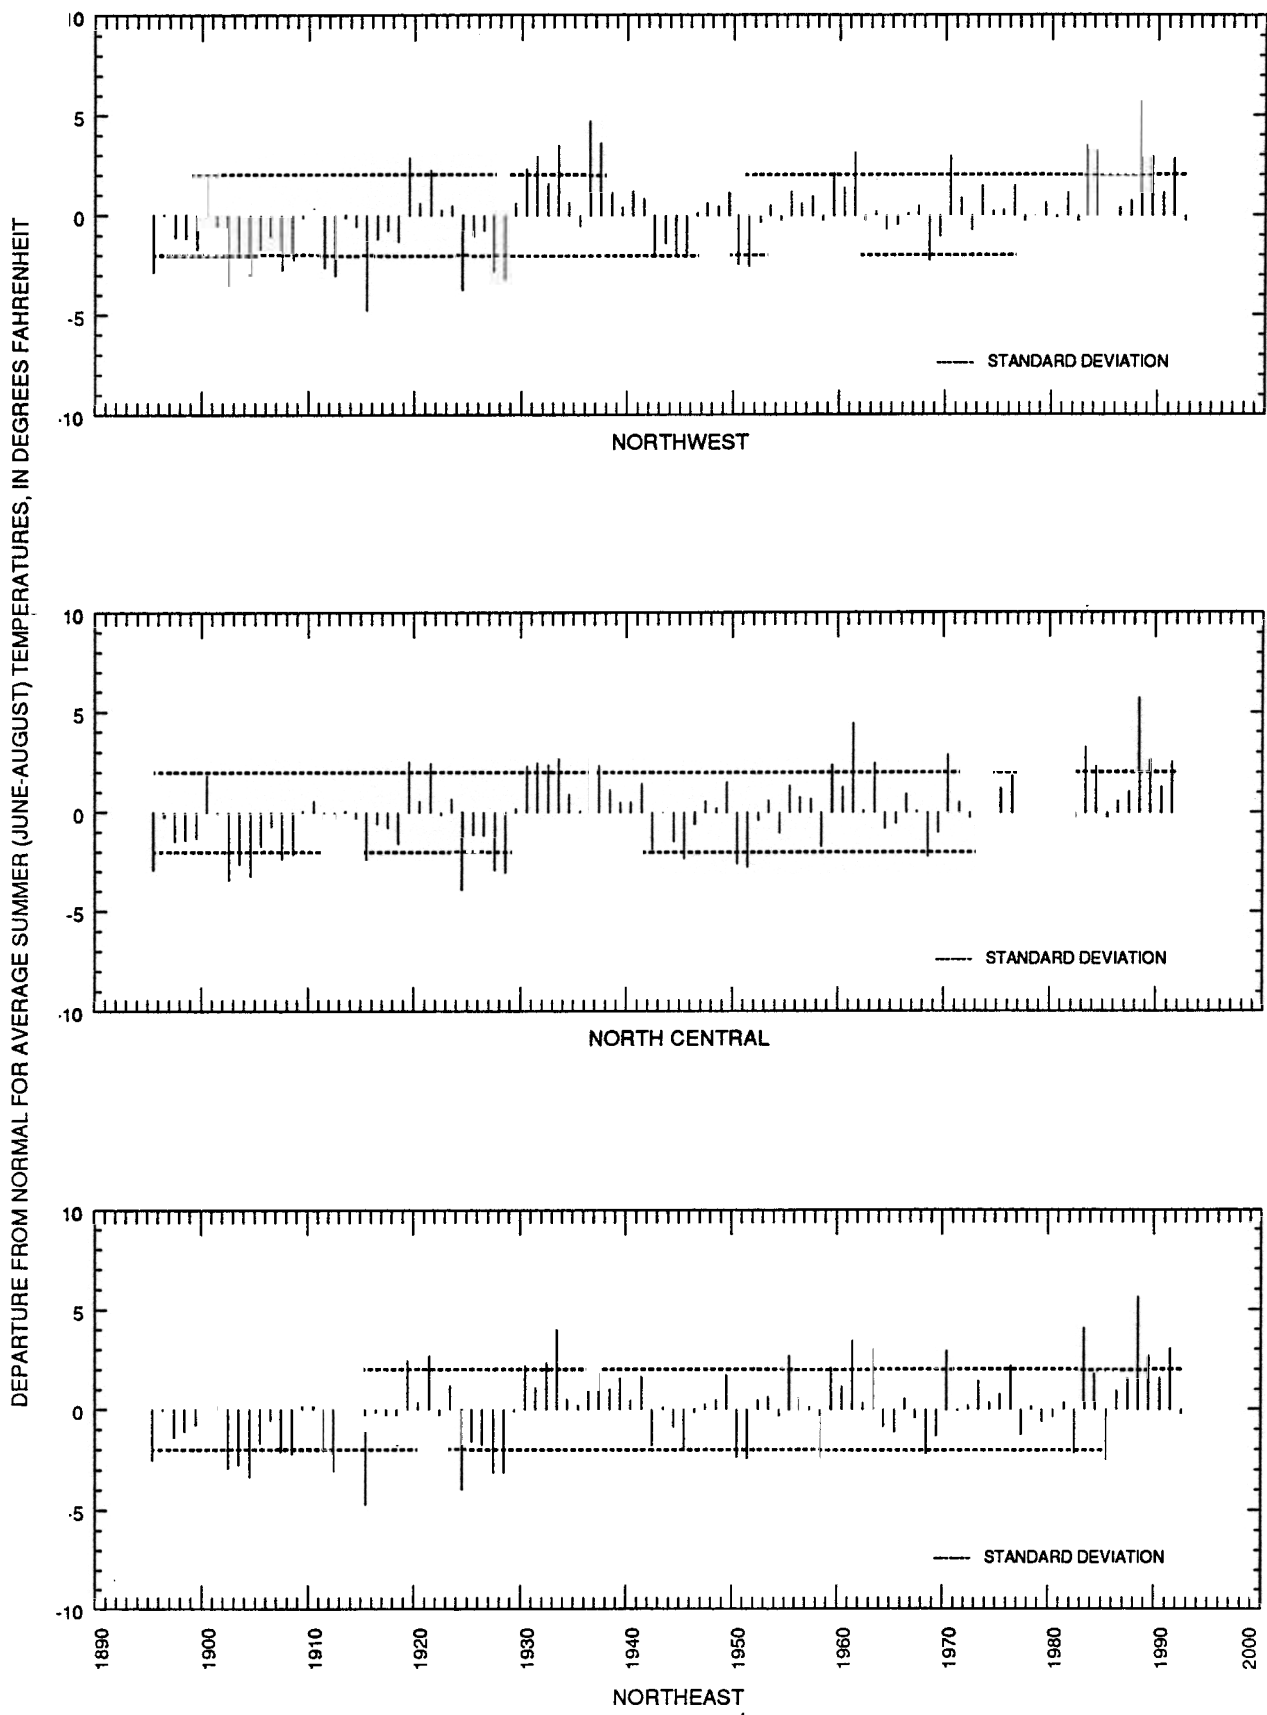 DEPARTURE FROM NORMAL FOR AVERAGE SUMMER (JUNE-AUGUST) TEMPERATURES, IN DEGREES FAHRENHEIT
10
5
0
-5
-10
STANDARD DEVIATION
NORTHWEST
10
5
0
-5
-10
STANDARD DEVIATION
NORTH CENTRAL
10
5
0
-5
-10
STANDARD DEVIATION
1890 1900 1910 1920 1930 1940 1950 1960 1970 1980 1990 2000
NORTHEAST